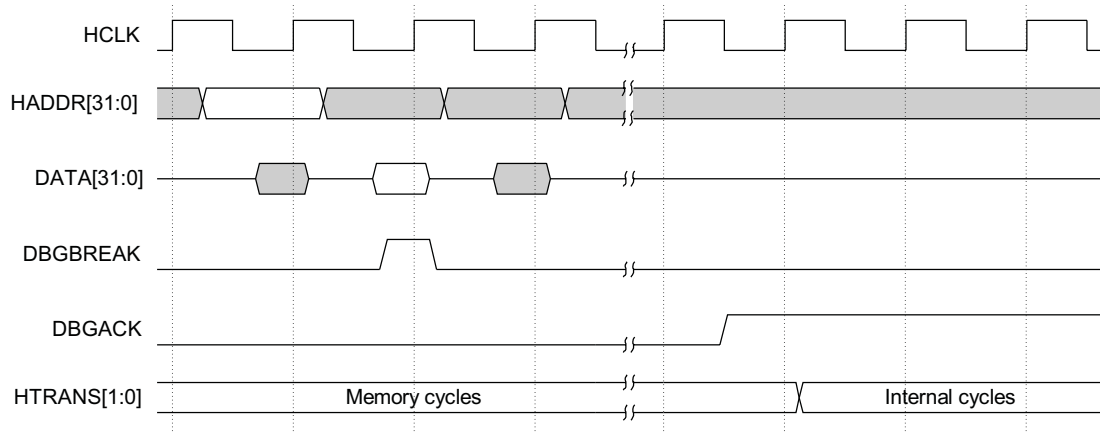 HCLK
HADDR[31:0]
DATA[31:0]
DBGBREAK
DBGACK
HTRANS[1:0] Memory cycles Internal cycles